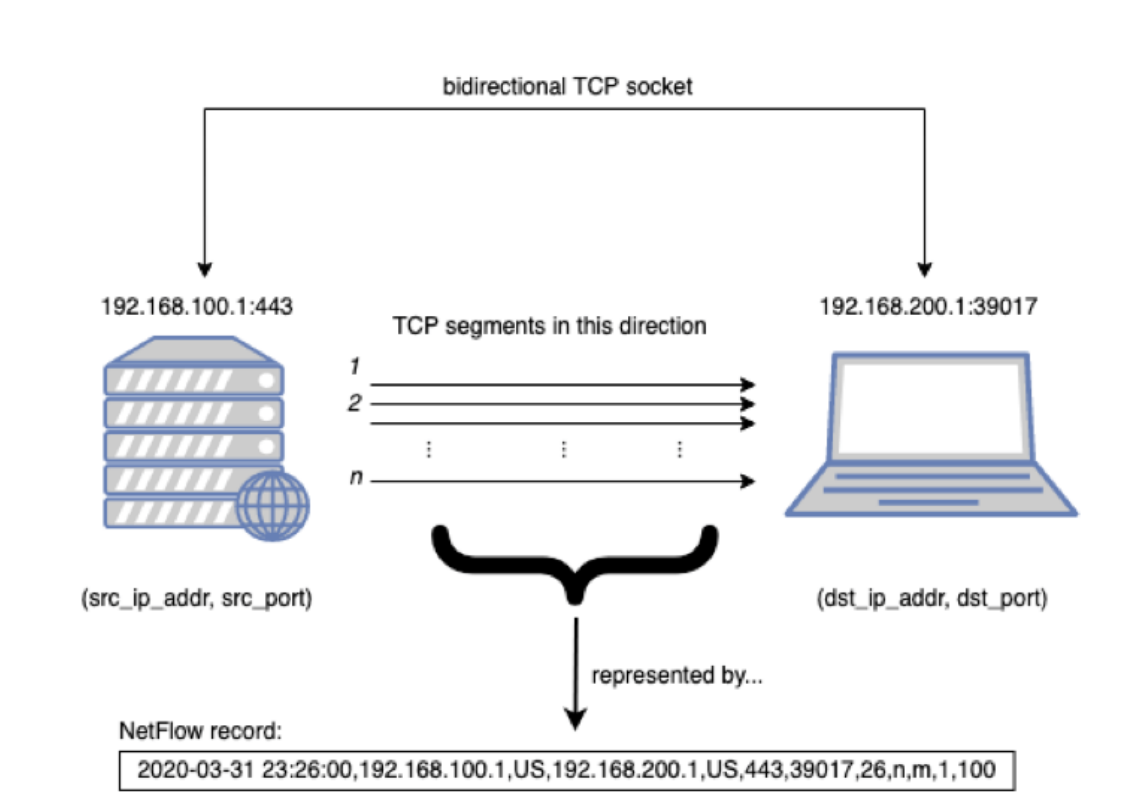 bidirectional TCP socket
192.168.100.1:443
192.168.200.1:39017
TCP segments in this direction
1
2
n
(src_ip_addr, src_port)
(dst_ip_addr, dst_port)
represented by...
NetFlow record:
2020-03-31 23:26:00,192.168.100.1,US,192.168.200.1,US,443,39017,26,n,m,1,100